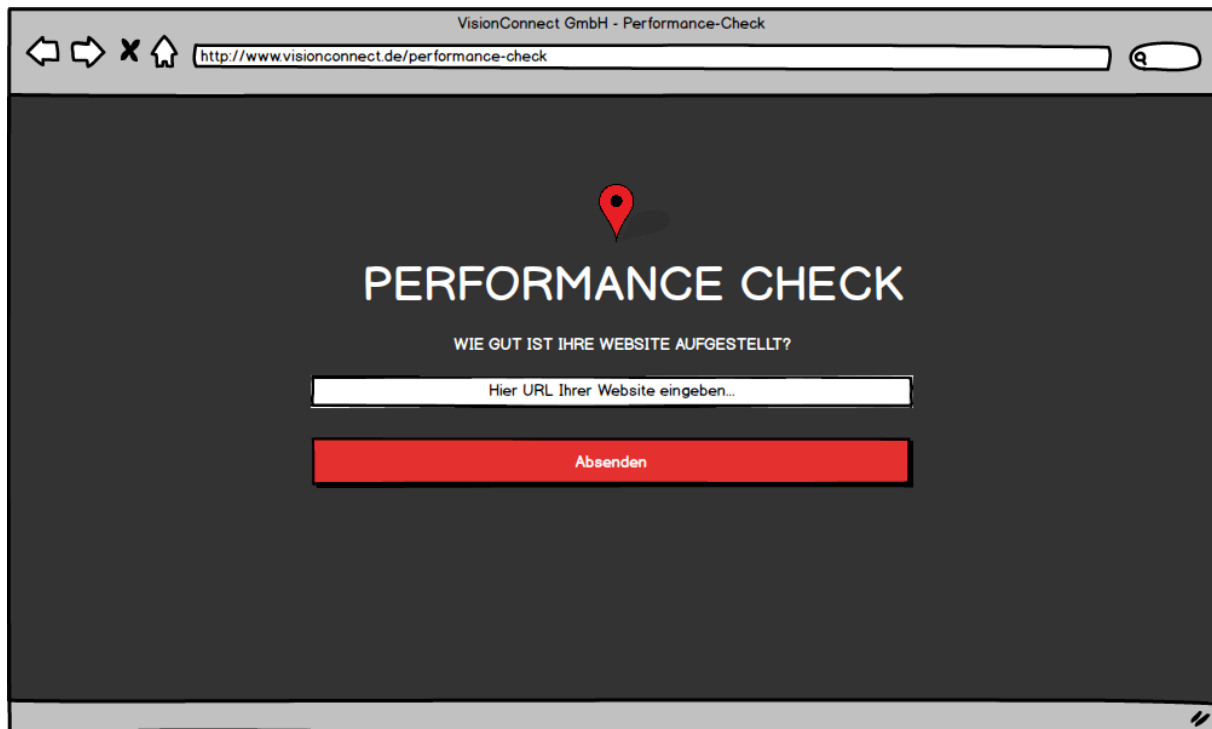 VisionConnect GmbH - Performance-Check
http://www.visionconnect.de/performance-check
PERFORMANCE CHECK
WIE GUT IST IHRE WEBSITE AUFGESTELLT?
Hier URL Ihrer Website eingeben...
Absenden